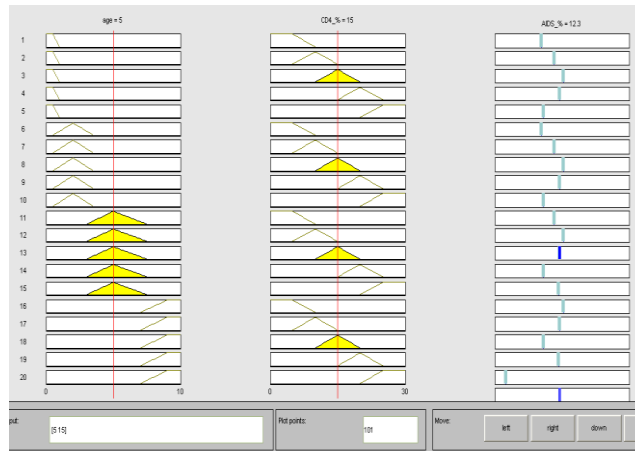 age = 5
CD4_% = 15
AIDS_% = 12.3
1
2
3
4
5
6
7
8
9
10
11
12
13
14
15
16
17
18
19
20
0 10
0 30
put:
[5 15]
Plot points:
101
Move:
left
right
down